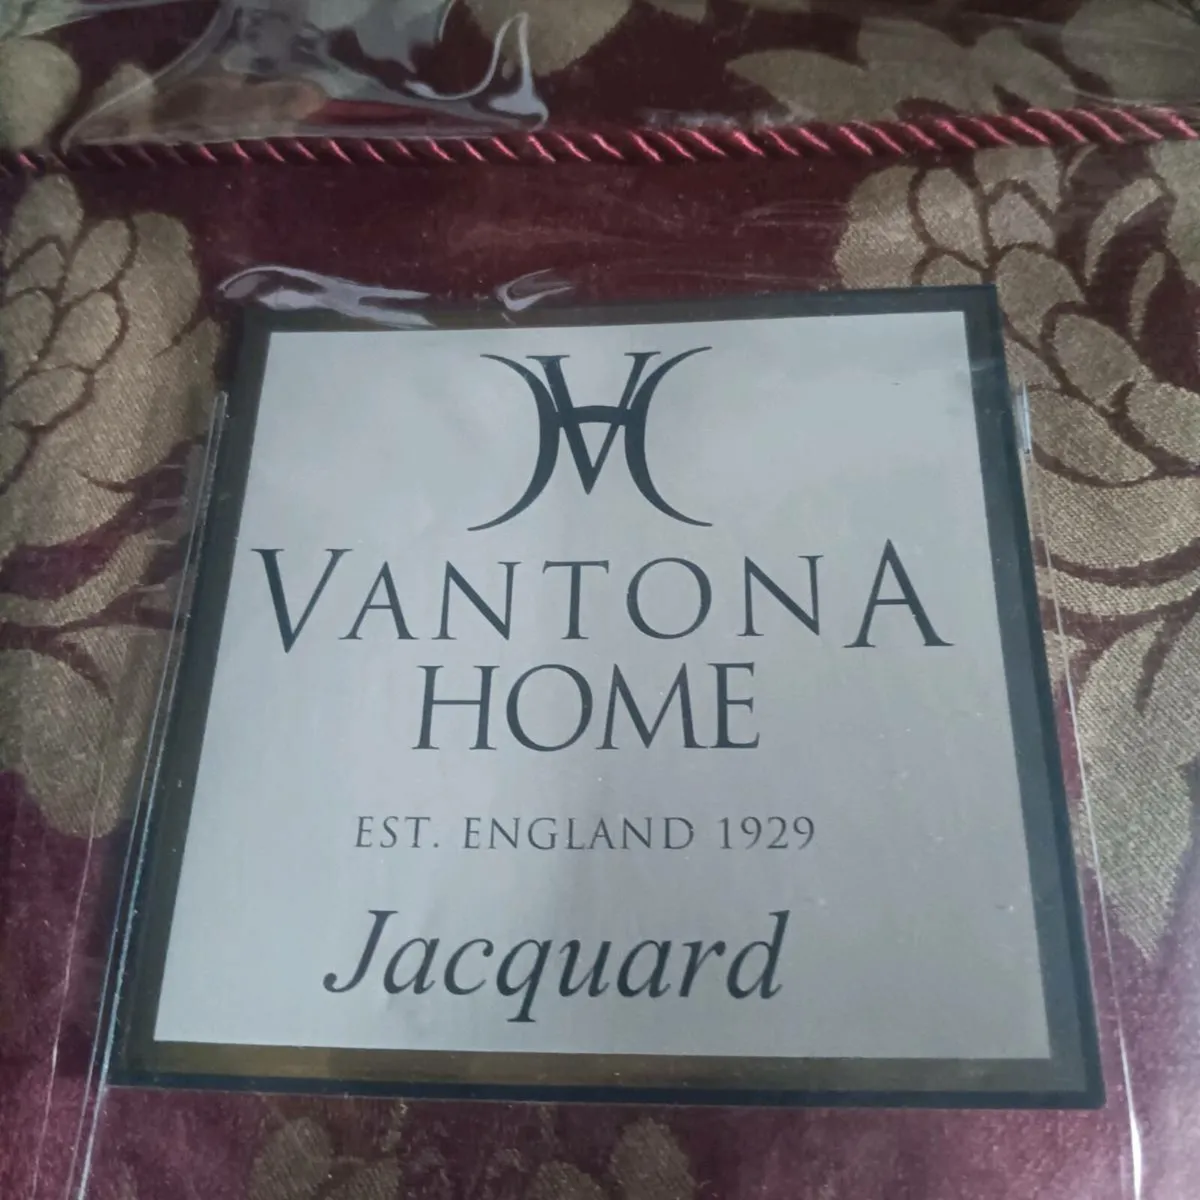 VANTONA
HOME
EST. ENGLAND 1929
Jacquard